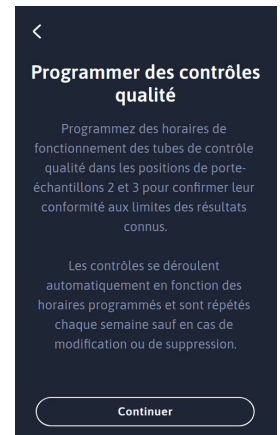 Programmer des contrôles
qualité
Programmez des horaires de
fonctionnement des tubes de contrôle
qualité dans les positions de porte-
échantillons 2 et 3 pour confirmer leur
conformité aux limites des résultats
connus.
Les contrôles se déroulent
automatiquement en fonction des
horaires programmés et sont répétés
chaque semaine sauf en cas de
modification ou de suppression.
Continuer